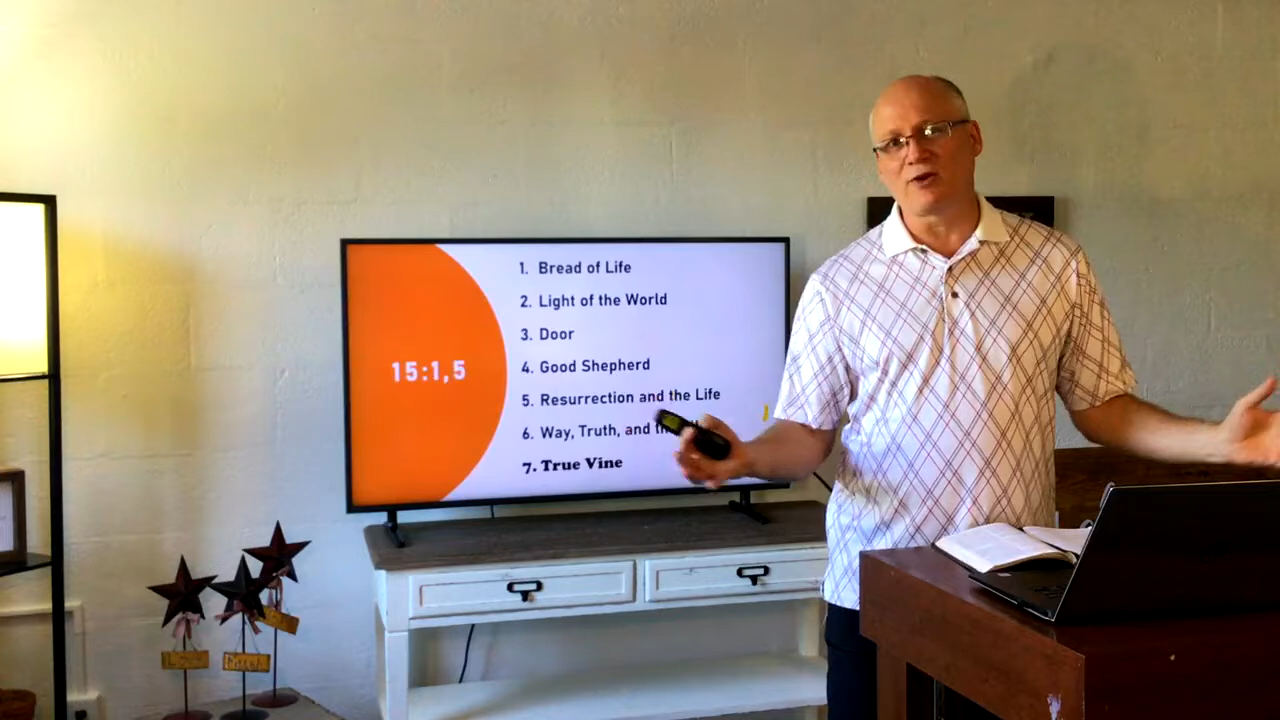 15:1,5
1. Bread of Life
2. Light of the World
3. Door
4. Good Shepherd
5. Resurrection and the Life
6. Way, Truth, and
7. True Vine